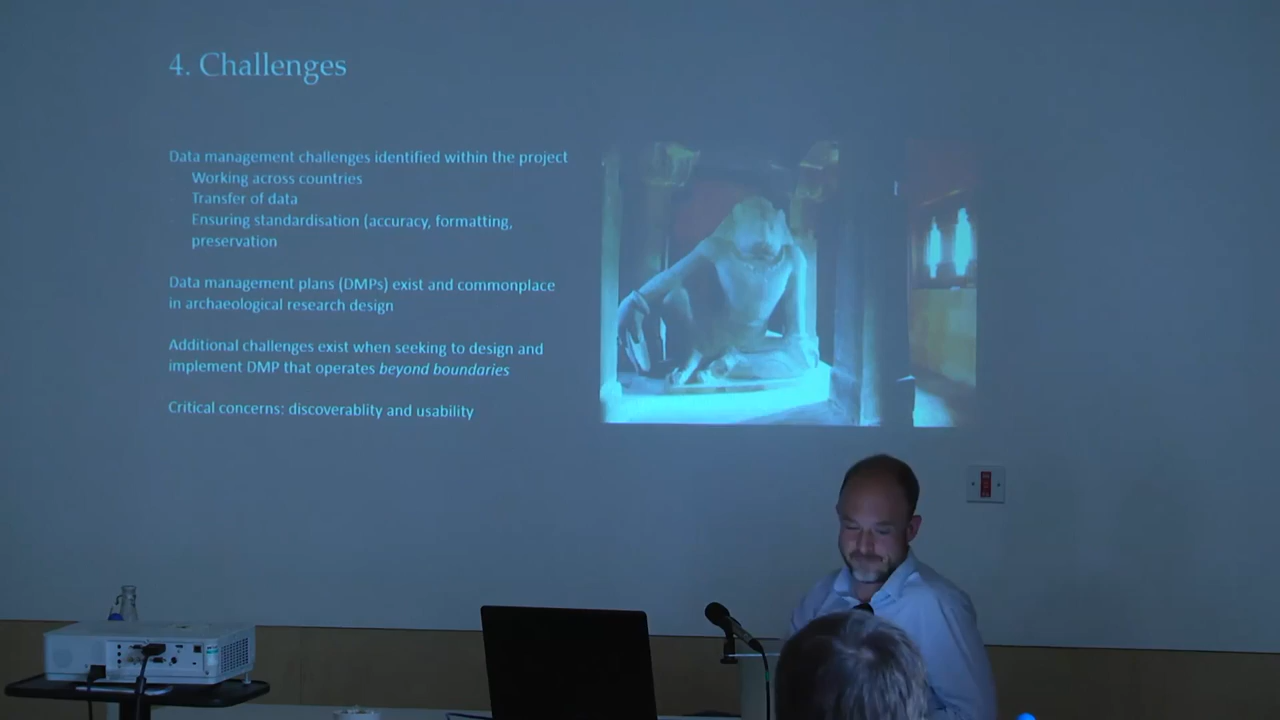 4. Challenges
Data management challenges identified within the project
Working across countries
Transfer of data
Ensuring standardisation (accuracy, formatting,
preservation
Data management plans (DMPs) exist and commonplace
in archaeological research design
Additional challenges exist when seeking to design and
implement DMP that operates beyond boundaries
Critical concerns: discoverablity and usability